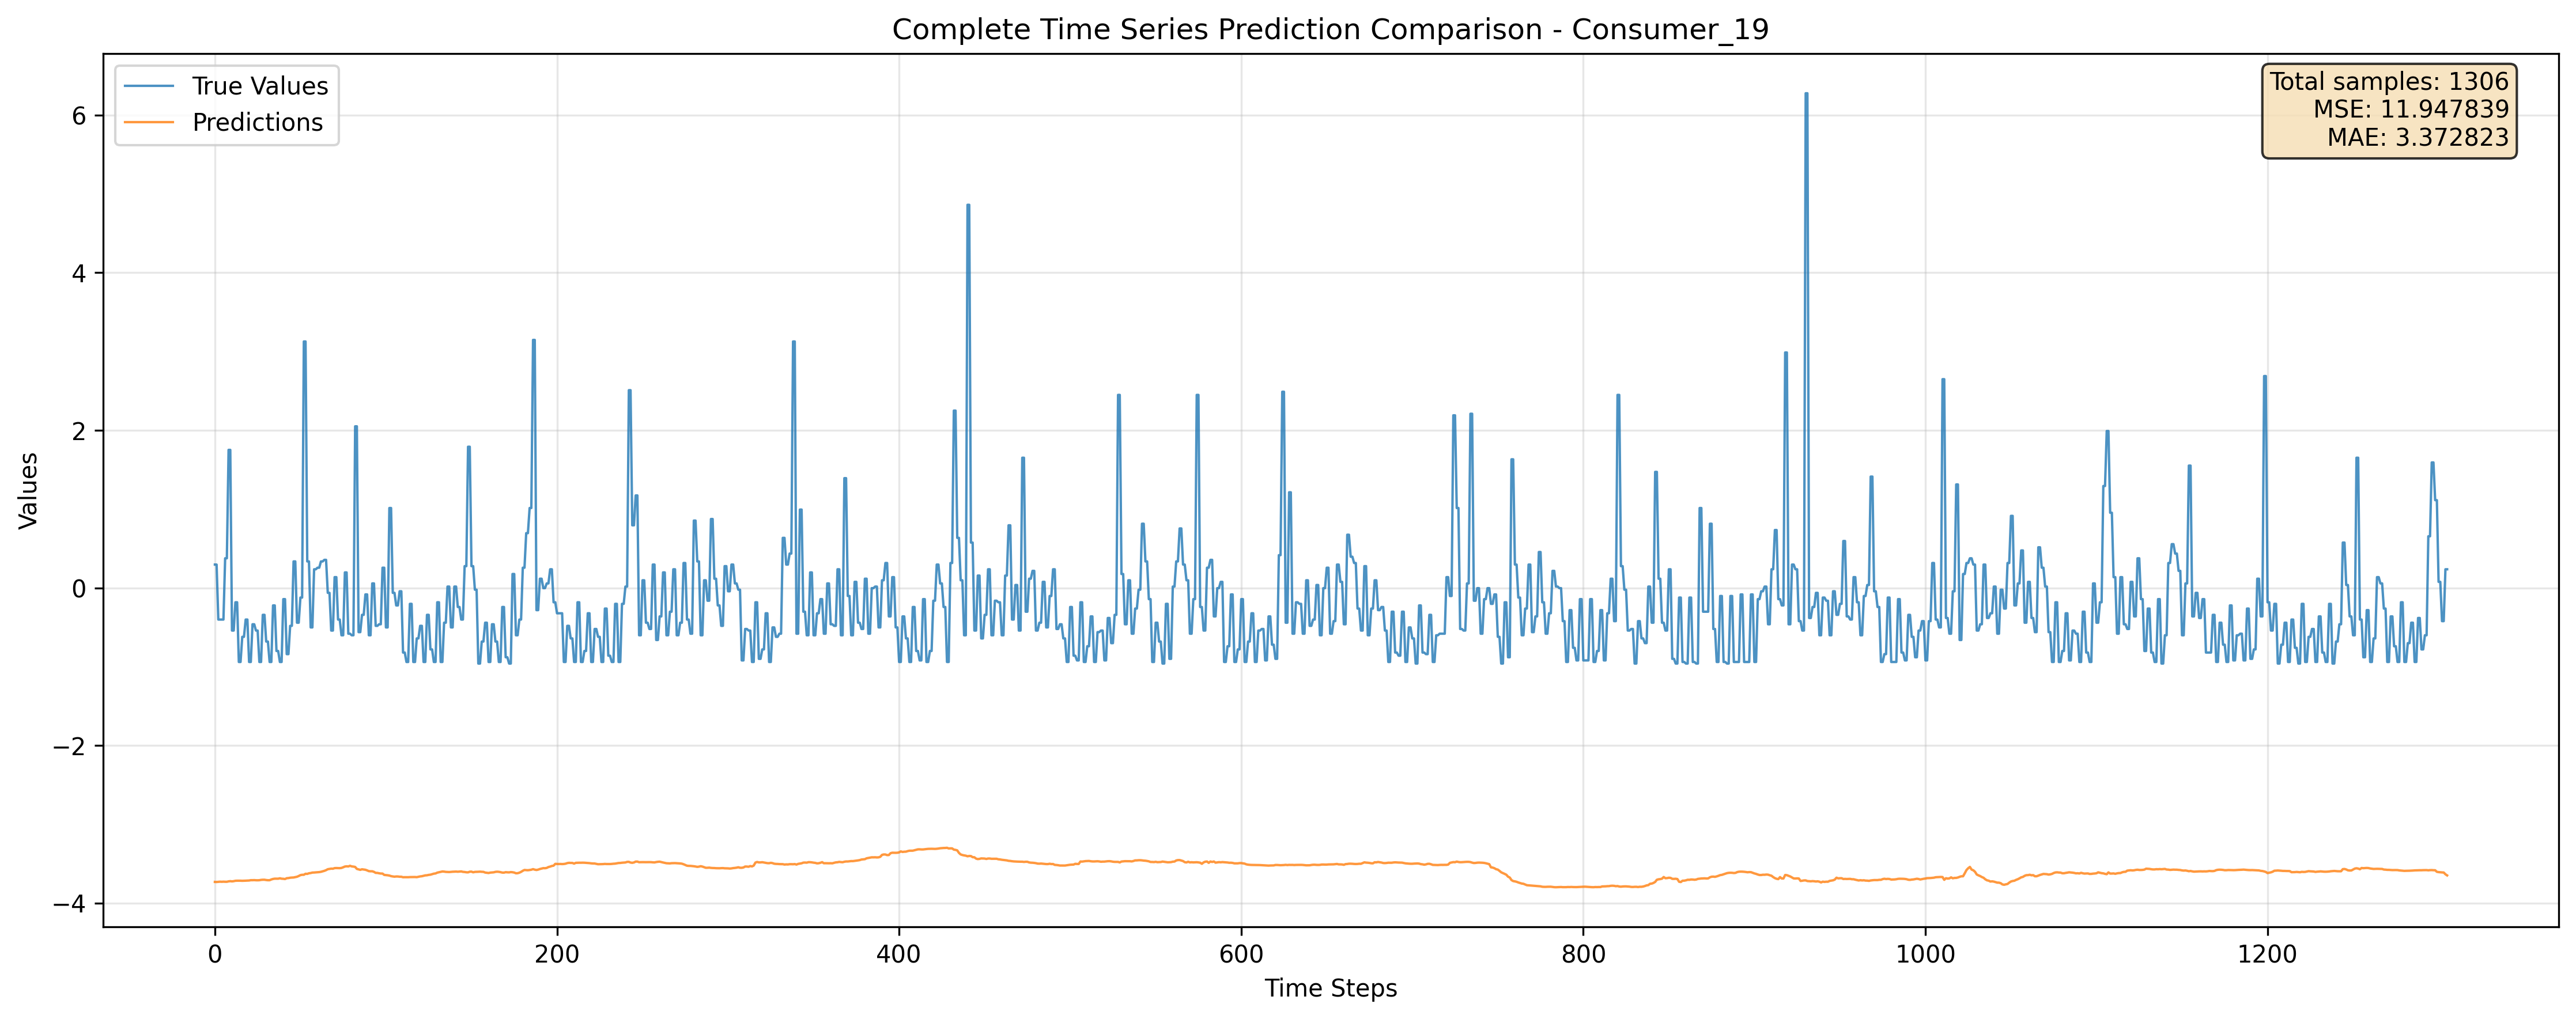 Complete Time Series Prediction Comparison - Consumer_19
True Values
Predictions
Total samples: 1306
MSE: 11.947839
MAE: 3.372823
Values
6
4
2
0
−2
−4
0 200 400 600 800 1000 1200
Time Steps